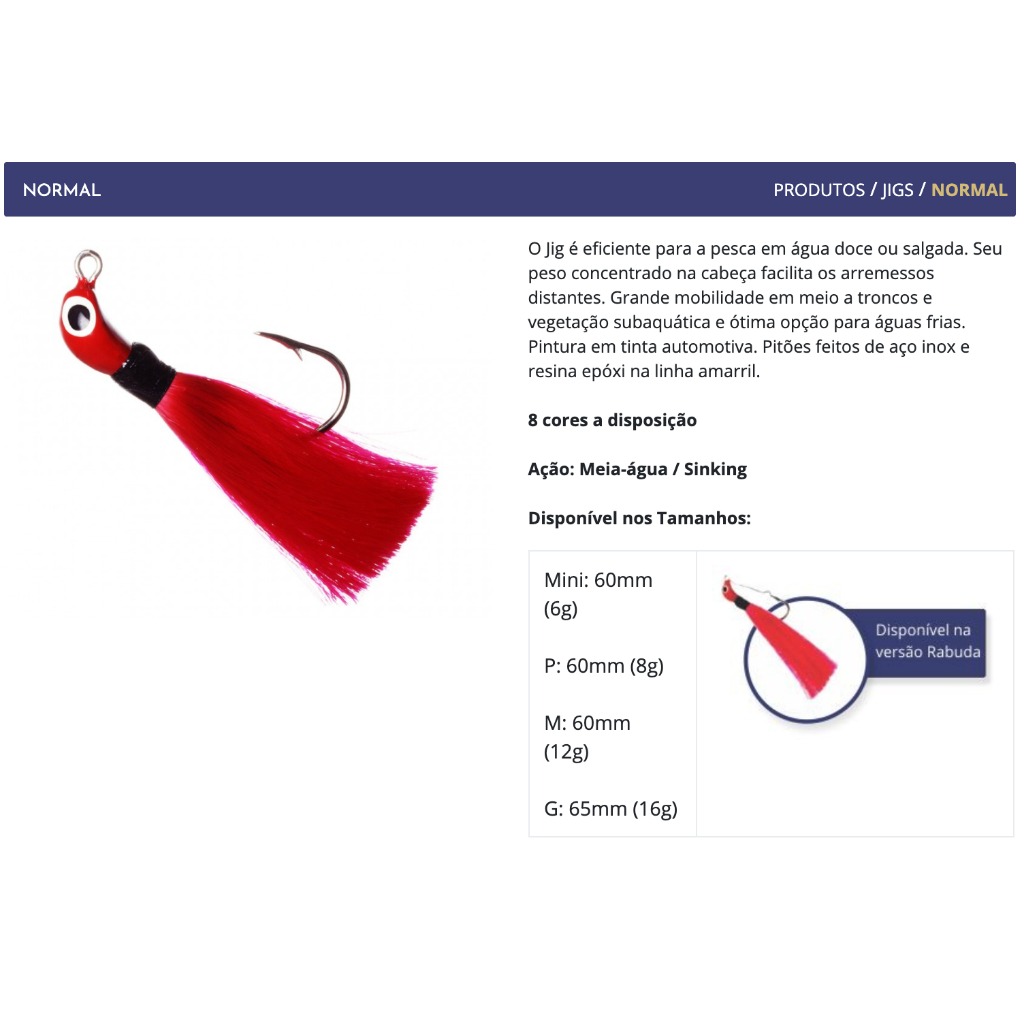 NORMAL
PRODUTOS / JIGS / NORMAL
O Jig é eficiente para a pesca em água doce ou salgada. Seu
peso concentrado na cabeça facilita os arremessos
distantes. Grande mobilidade em meio a troncos e
vegetação subaquática e ótima opção para águas frias.
Pintura em tinta automotiva. Pitões feitos de aço inox e
resina epóxi na linha amarril.
8 cores a disposição
Ação: Meia-água / Sinking
Disponível nos Tamanhos:
Mini: 60mm
(6g)
P: 60mm (8g)
M: 60mm
(12g)
G: 65mm (16g)
Disponível na
versão Rabuda